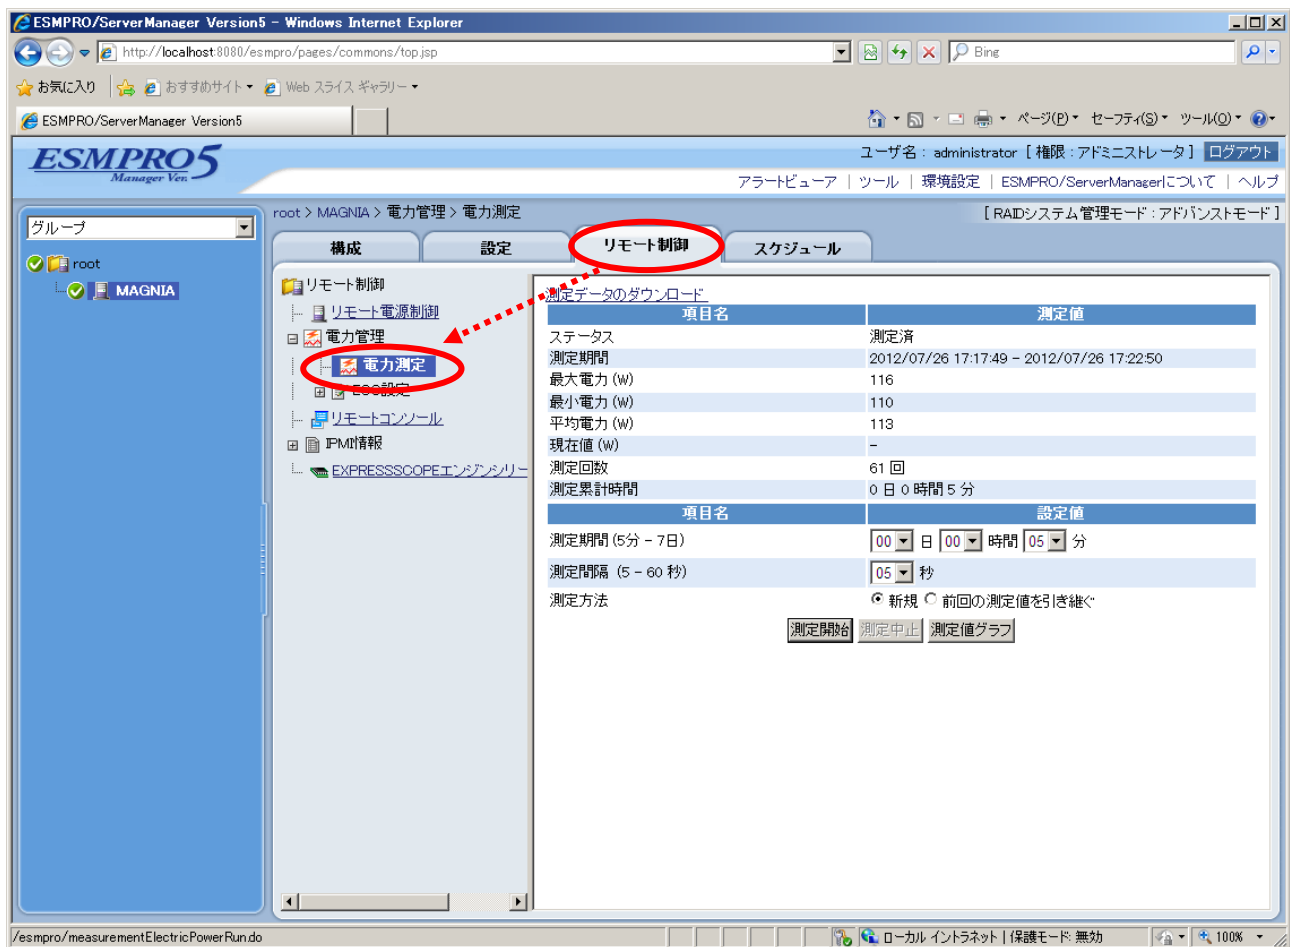 ESMPRO/ServerManager Version5 - Windows Internet Explorer
http://localhost:8080/esmpro/pages/commons/top.jsp
Bing
お気に入り
おすすめサイト
Web スライス ギャラリー
ESMPRO/ServerManager Version5
ページ(P)
セーフティ(S)
ツール(O)
ESMPRO5
Manager Ver.
ユーザ名 : administrator [ 権限 : アドミニストレータ ]
ログアウト
アラートビューア | ツール | 環境設定 | ESMPRO/ServerManagerについて | ヘルプ
グループ
root
MAGNIA
root > MAGNIA > 電力管理 > 電力測定
[ RAIDシステム管理モード : アドバンストモード ]
構成
設定
リモート制御
スケジュール
リモート制御
リモート電源制御
電力管理
電力測定
ECO設定
リモートコンソール
IPMI情報
EXPRESSSCOPEエンジンシリー
測定データのダウンロード
項目名 測定値
ステータス 測定済
測定期間 2012/07/26 17:17:49 - 2012/07/26 17:22:50
最大電力 (W) 116
最小電力 (W) 110
平均電力 (W) 113
現在値 (W) -
測定回数 61 回
測定累計時間 0 日 0 時間 5 分
項目名 設定値
測定期間 (5分 - 7日) 00 日 00 時間 05 分
測定間隔 (5 - 60 秒) 05 秒
測定方法 新規 前回の測定値を引き継ぐ
測定開始 測定中止 測定値グラフ
/esmpro/measurementElectricPowerRun.do
ローカル イントラネット | 保護モード: 無効
100%